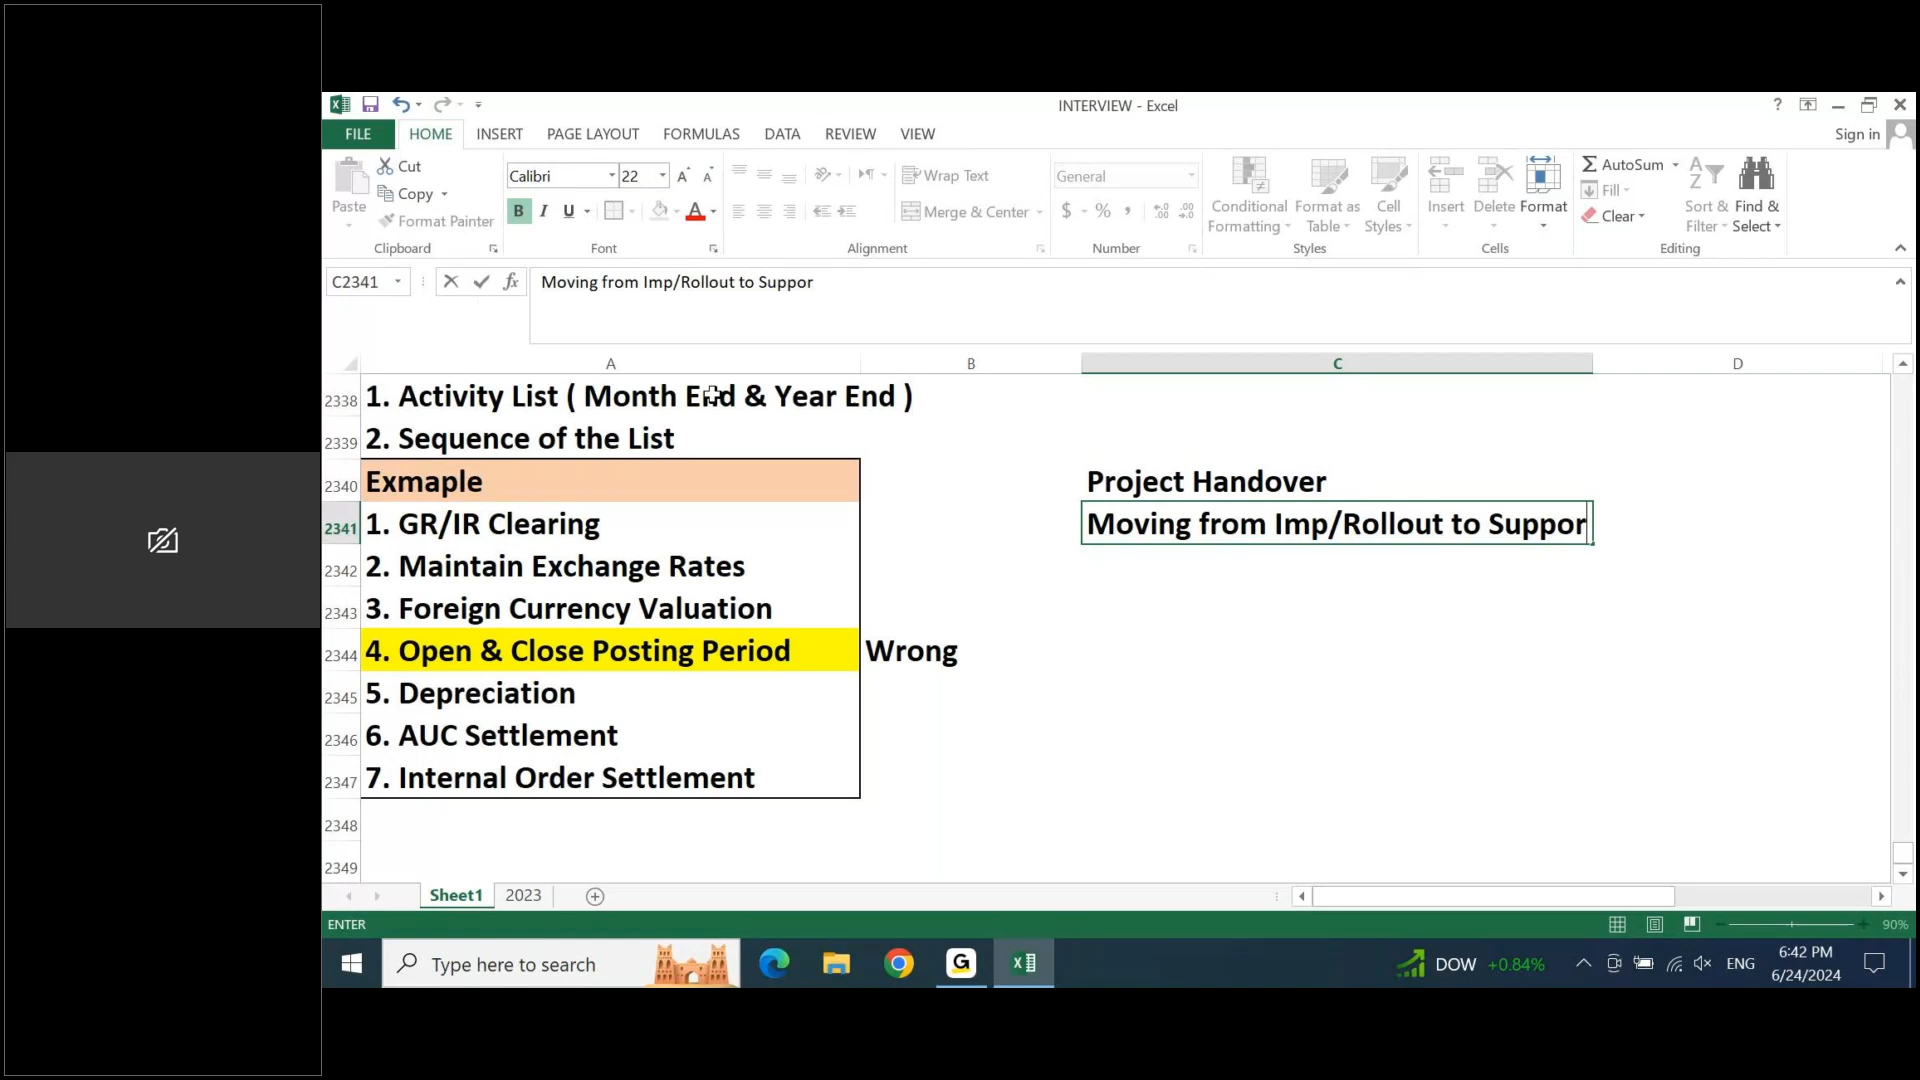 INTERVIEW - Excel
?
FILE HOME INSERT PAGE LAYOUT FORMULAS DATA REVIEW VIEW Sign in
Paste
Cut
Copy
Format Painter
Clipboard
Calibri 22
B I U
Font
Wrap Text
Merge & Center
Alignment
General
$ % ,
Number
Conditional Formatting
Format as Table
Cell Styles
Styles
Insert Delete Format
Cells
AutoSum
Fill
Clear
Sort & Filter
Find & Select
Editing
C2341 fx Moving from Imp/Rollout to Suppor
A B C D
2338 1. Activity List ( Month End & Year End )
2339 2. Sequence of the List
2340 Exmaple Project Handover
2341 1. GR/IR Clearing Moving from Imp/Rollout to Suppor
2342 2. Maintain Exchange Rates
2343 3. Foreign Currency Valuation
2344 4. Open & Close Posting Period Wrong
2345 5. Depreciation
2346 6. AUC Settlement
2347 7. Internal Order Settlement
2348
2349
Sheet1 2023
ENTER 90%
Type here to search DOW +0.84% ENG 6:42 PM
6/24/2024